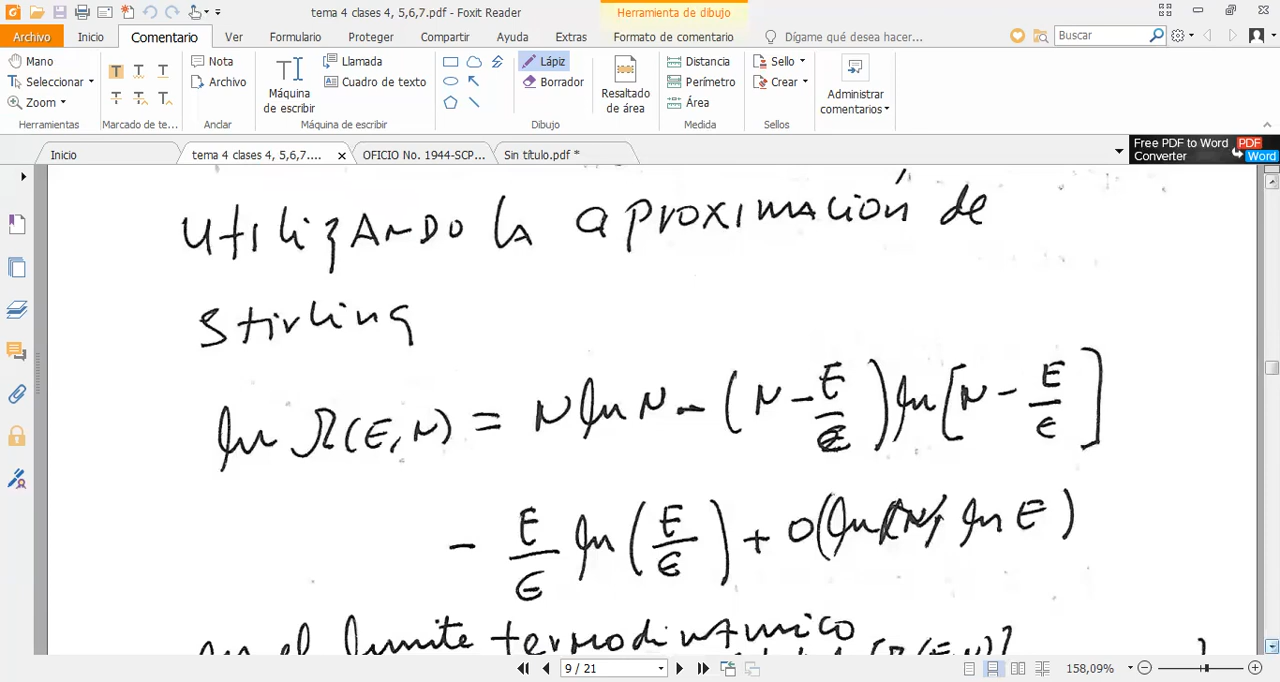 tema 4 clases 4, 5,6,7.pdf - Foxit Reader
Herramienta de dibujo
Archivo Inicio Comentario Ver Formulario Proteger Compartir Ayuda Extras Formato de comentario Dígame qué desea hacer... Buscar
Mano
Seleccionar
Zoom
Herramientas
Marcado de te...
Nota
Archivo
Anclar
Máquina
de escribir
Llamada
Cuadro de texto
Máquina de escribir
Lápiz
Borrador
Dibujo
Resaltado
de área
Distancia
Perímetro
Área
Medida
Sello
Crear
Sellos
Administrar
comentarios
Inicio
tema 4 clases 4, 5,6,7....
OFICIO No. 1944-SCP...
Sin título.pdf *
Free PDF to Word
Converter
PDF
Word
Utilizando la aproximación de
Stirling
ln Ω(E,N) = N ln N - (N - E/ϵ) ln [N - E/ϵ]
- E/ϵ ln (E/ϵ) + O(ln N, ln E)
en el limite termodinamico
9 / 21
158,09%